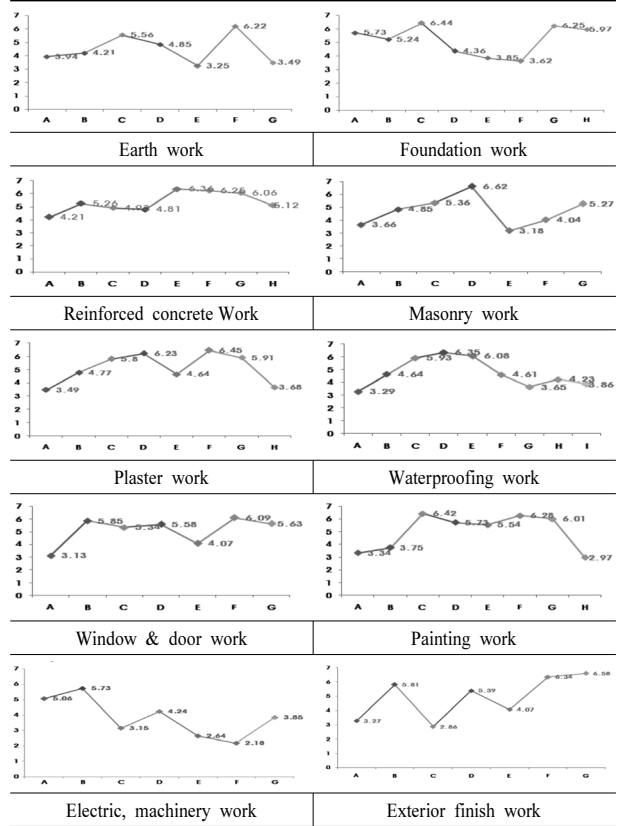 7
6
5
4
3
2
1
0
3.94 4.21 5.56 4.85 3.25 6.22 3.49
A B C D E F G
Earth work
7
6
5
4
3
2
1
0
5.73 5.24 6.44 4.36 3.85 3.62 6.25 5.97
A B C D E F G H
Foundation work
7
6
5
4
3
2
1
0
4.21 5.26 4.81 6.36 6.25 6.06 5.12
A B C D E F G H
Reinforced concrete Work
7
6
5
4
3
2
1
0
3.66 4.85 5.36 6.62 3.18 4.04 5.27
A B C D E F G
Masonry work
7
6
5
4
3
2
1
0
3.49 4.77 5.8 6.23 4.64 6.45 5.91 3.68
A B C D E F G H
Plaster work
7
6
5
4
3
2
1
0
3.29 4.64 5.93 6.35 6.08 4.61 3.65 4.23 3.86
A B C D E F G H I
Waterproofing work
7
6
5
4
3
2
1
0
3.13 5.85 5.34 5.58 4.07 6.09 5.63
A B C D E F G
Window & door work
7
6
5
4
3
2
1
0
3.34 3.75 6.42 5.73 5.54 6.28 6.01 2.97
A B C D E F G H
Painting work
7
6
5
4
3
2
1
0
5.06 5.73 3.15 4.24 2.64 2.18 3.85
A B C D E F G
Electric, machinery work
7
6
5
4
3
2
1
0
3.27 5.81 2.86 5.39 4.07 6.34 6.58
A B C D E F G
Exterior finish work